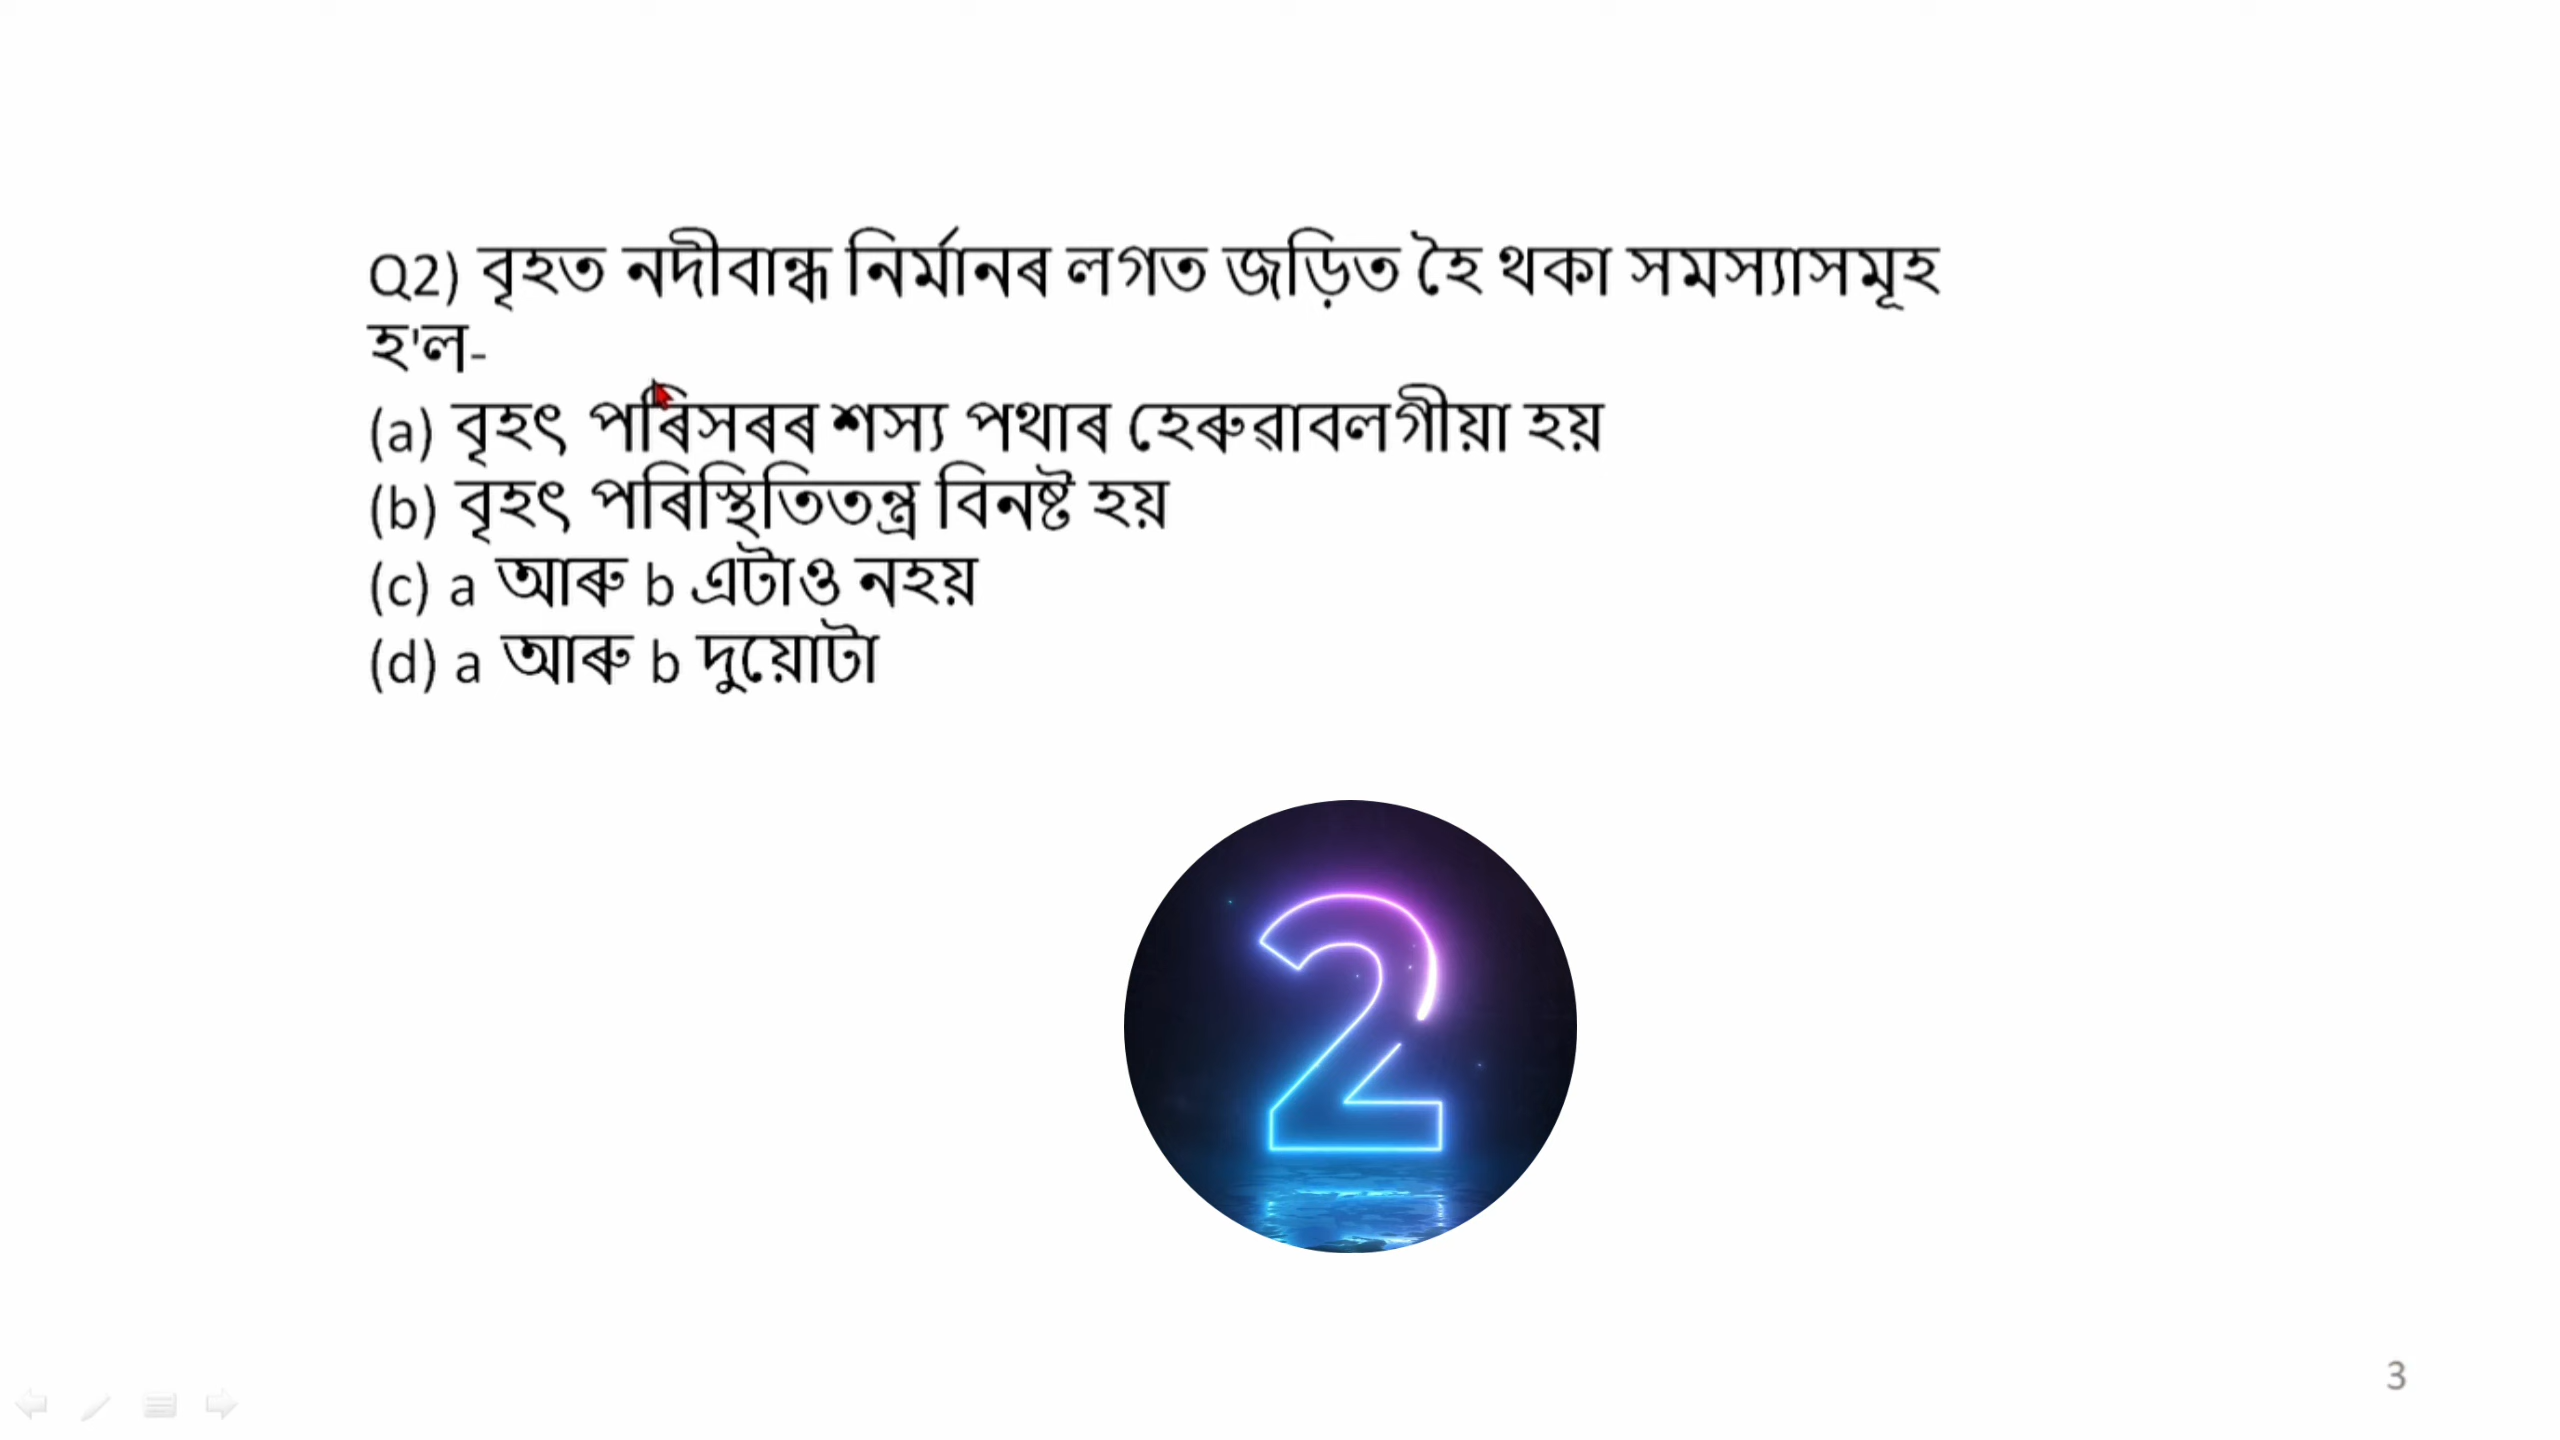 Q2) বৃহত নদীবান্ধ নিৰ্মানৰ লগত জড়িত হৈ থকা সমস্যাসমূহ
হ'ল-
(a) বৃহৎ পৰিসৰৰ শস্য পথাৰ হেৰুৱাবলগীয়া হয়
(b) বৃহৎ পৰিস্থিতিতন্ত্ৰ বিনষ্ট হয়
(c) a আৰু b এটাও নহয়
(d) a আৰু b দুয়োটা
2
3